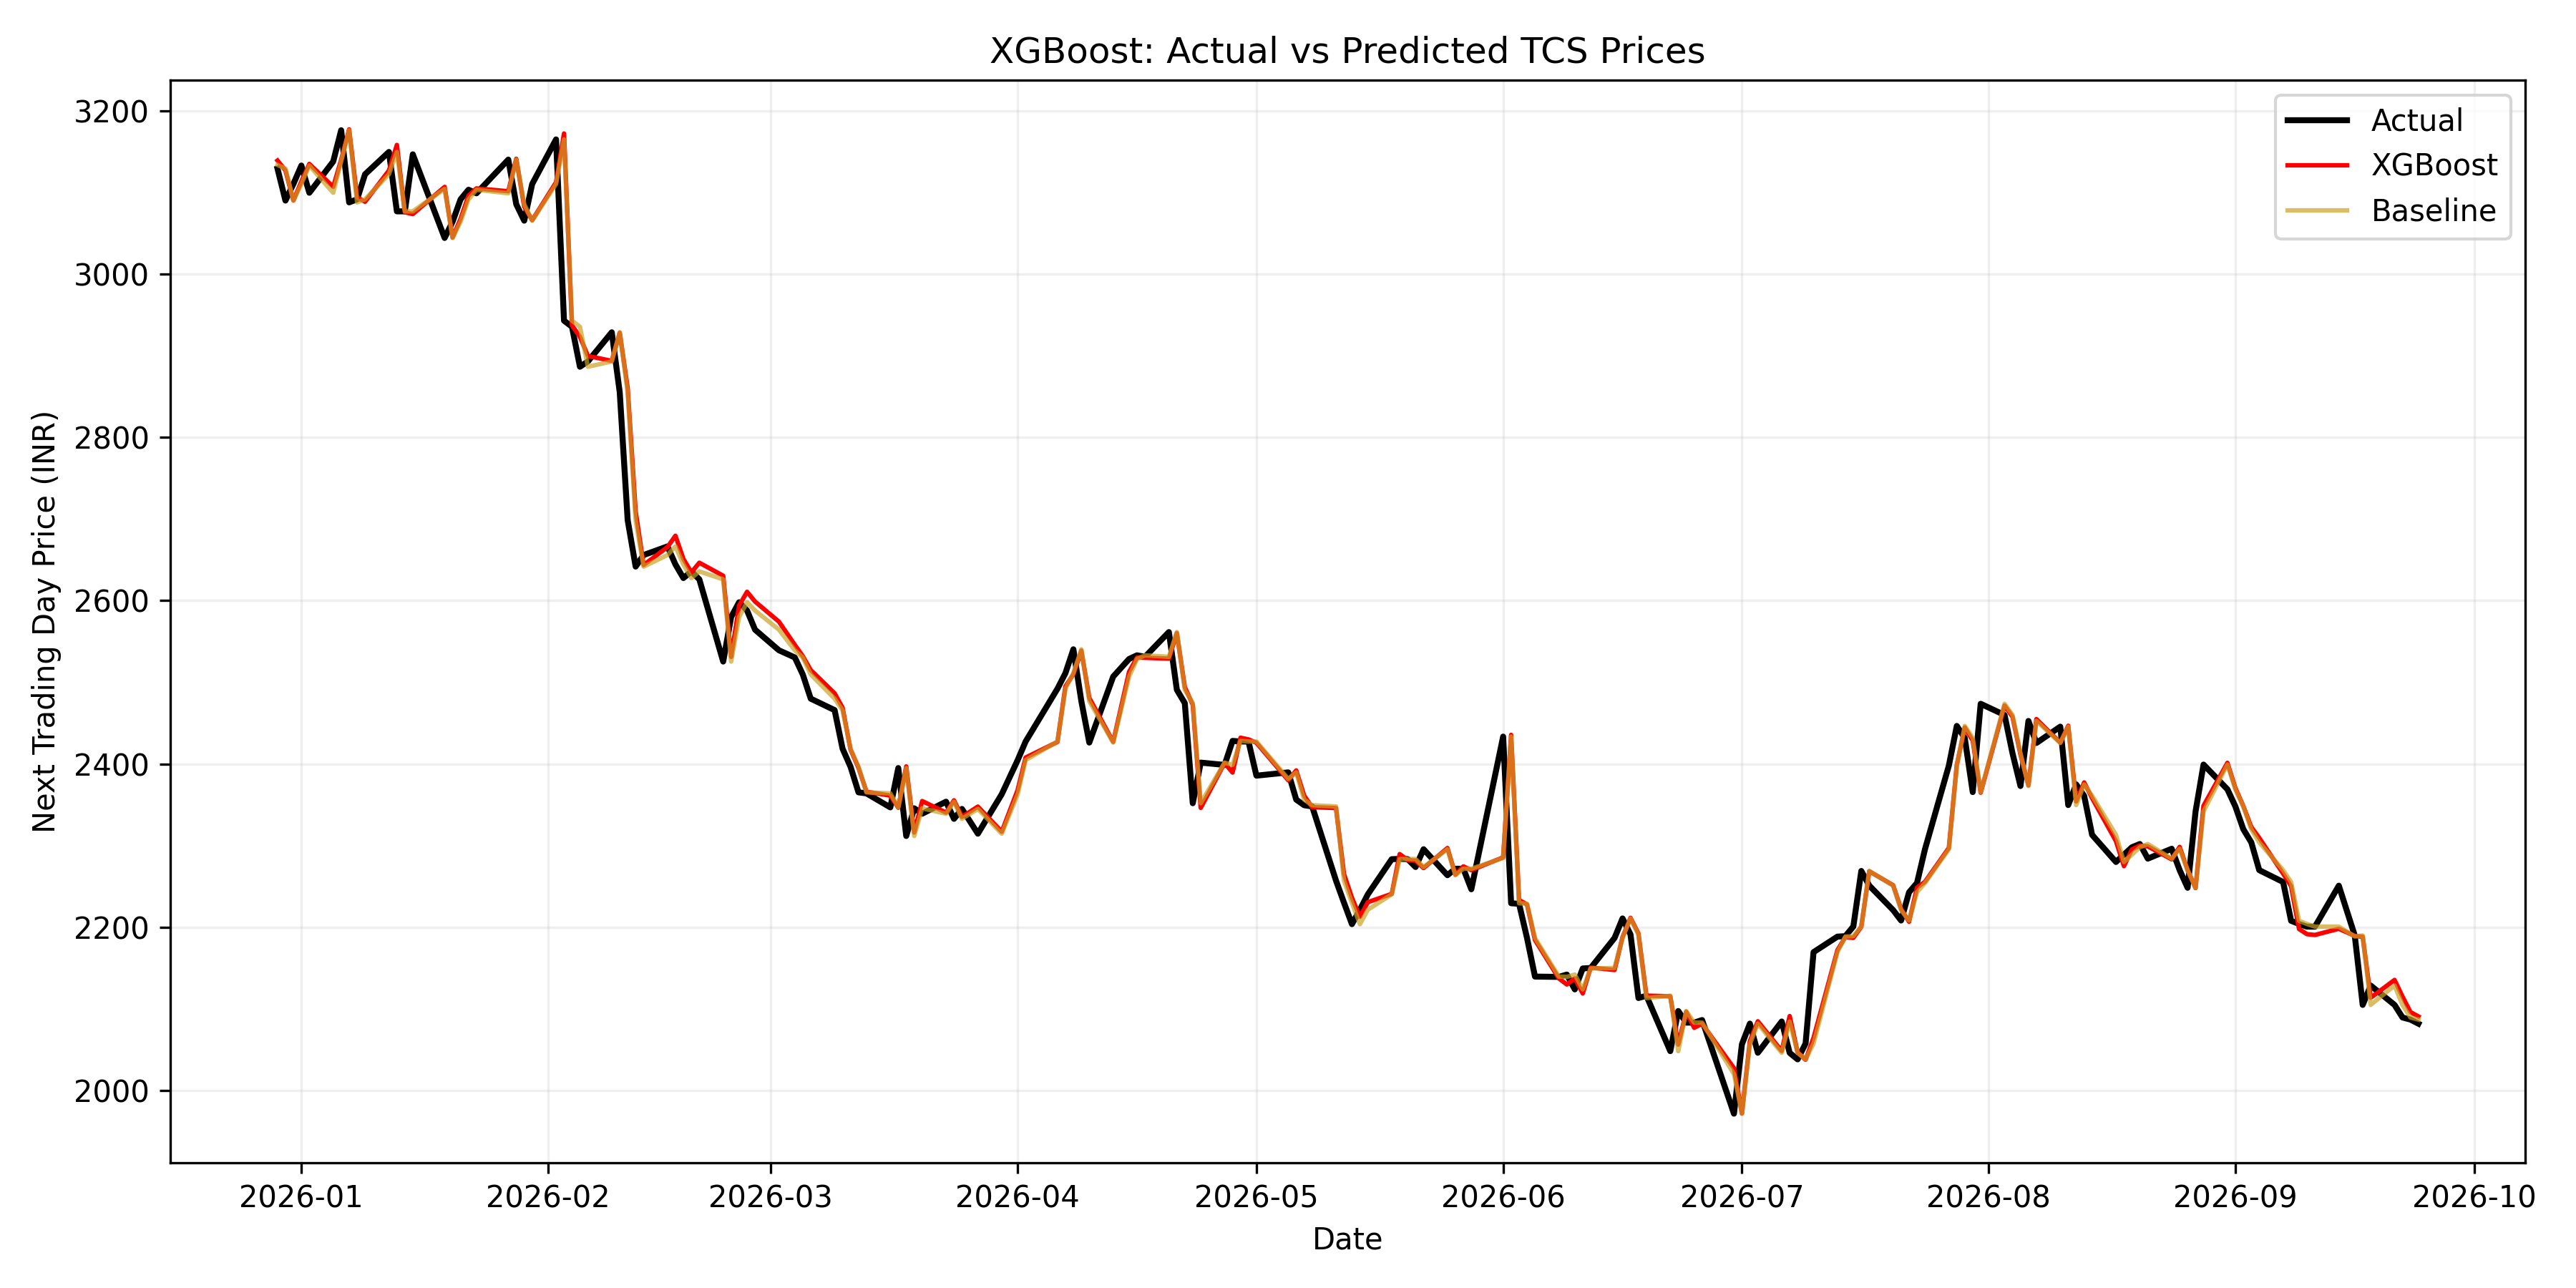 XGBoost: Actual vs Predicted TCS Prices
Actual
XGBoost
Baseline
Next Trading Day Price (INR)
3200
3000
2800
2600
2400
2200
2000
2026-01 2026-02 2026-03 2026-04 2026-05 2026-06 2026-07 2026-08 2026-09 2026-10
Date